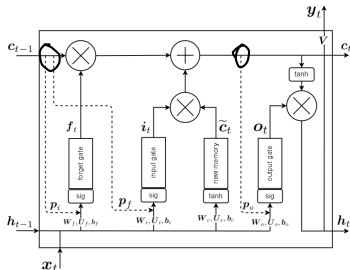 y_t
c_{t-1}
V
c_t
tanh
f_t
i_t
c̃_t
o_t
forget gate
input gate
new memory
output gate
p_i
sig
p_f
sig
tanh
p_o
sig
h_{t-1}
W_f,U_f,b_f
W_i,U_i,b_i
W_c,U_c,b_c
W_o,U_o,b_o
h_t
x_t